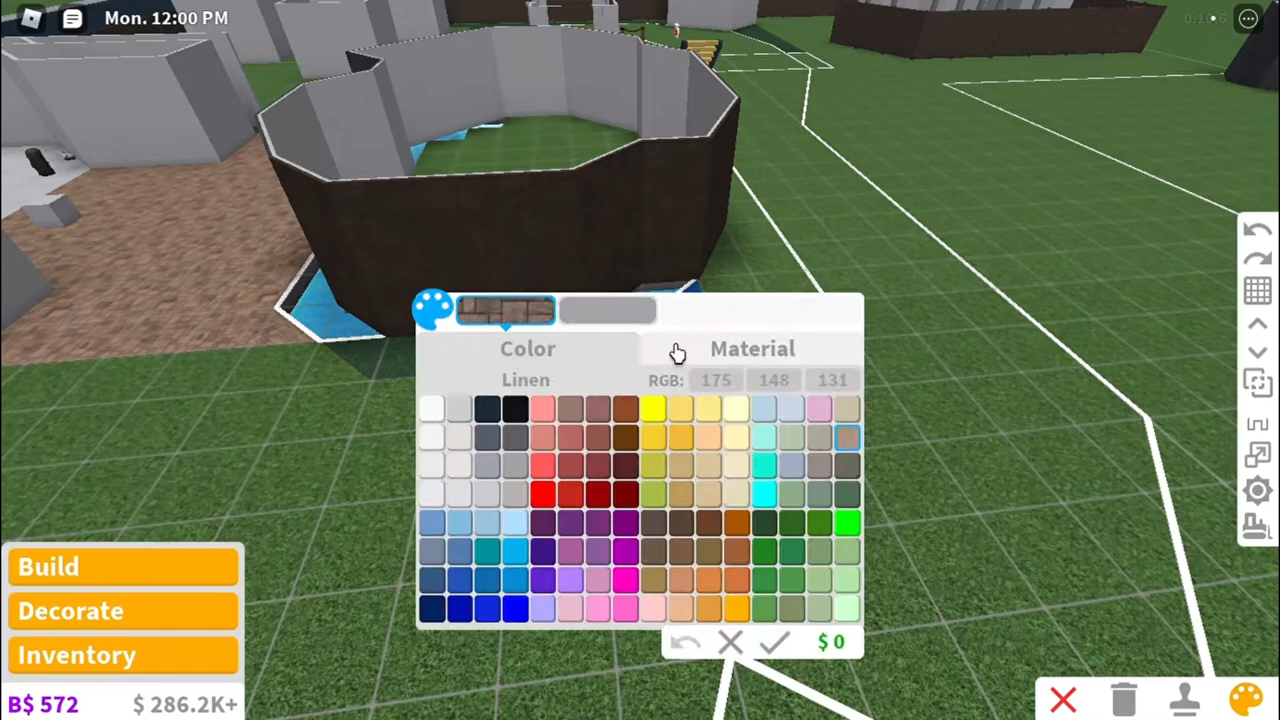 Mon. 12:00 PM
Color
Material
Linen
RGB: 175 148 131
$ 0
Build
Decorate
Inventory
B$ 572
$ 286.2K+